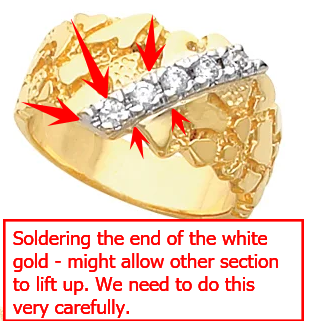 Soldering the end of the white
gold - might allow other section
to lift up. We need to do this
very carefully.